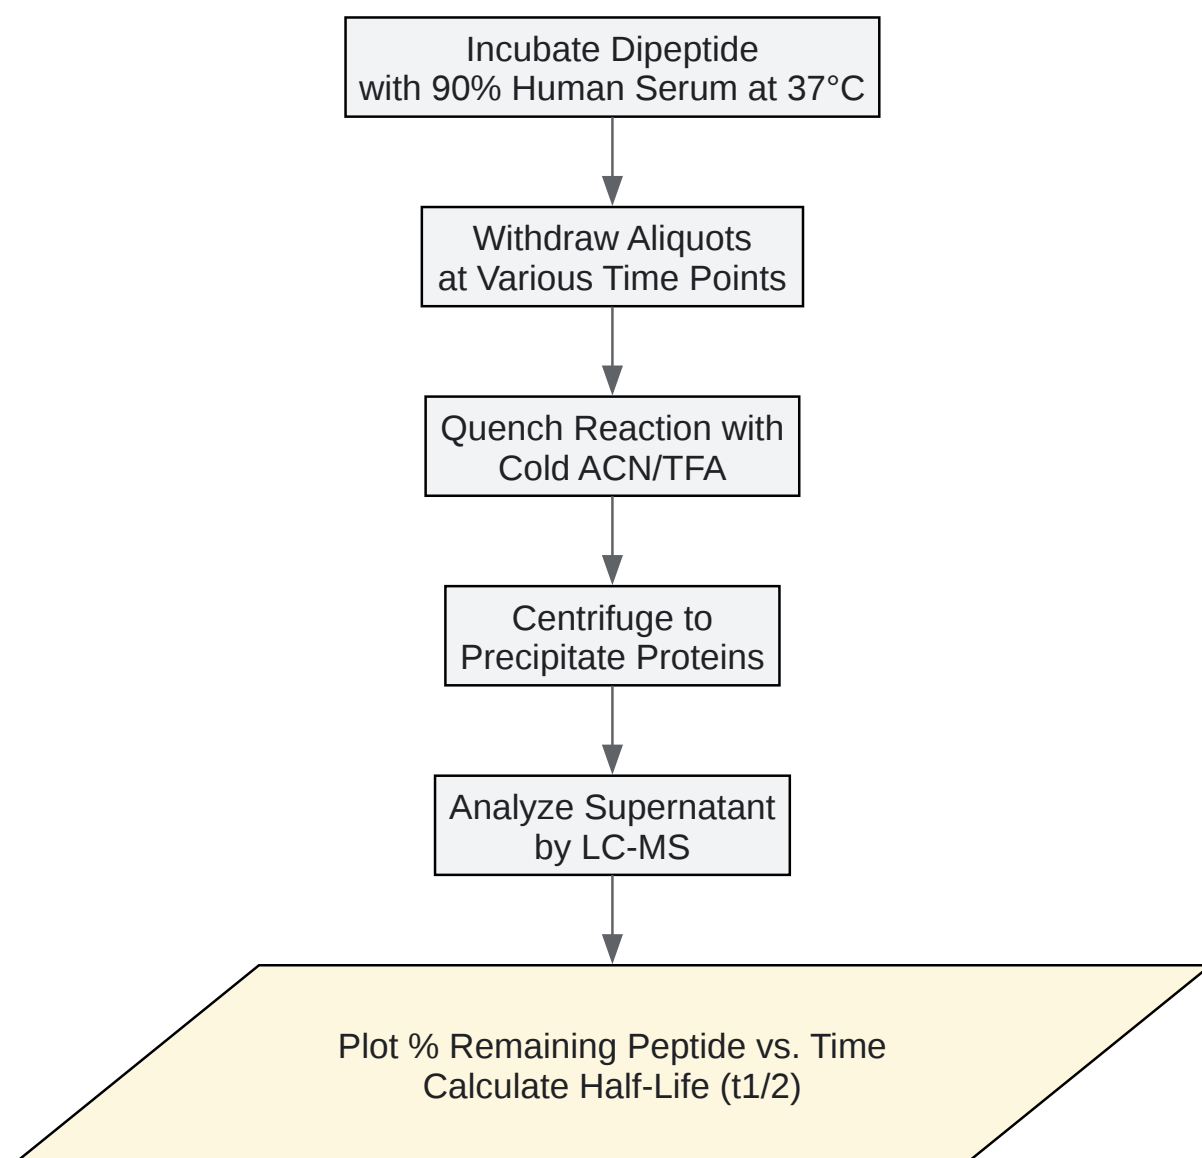 Incubate Dipeptide
with 90% Human Serum at 37°C
Withdraw Aliquots
at Various Time Points
Quench Reaction with
Cold ACN/TFA
Centrifuge to
Precipitate Proteins
Analyze Supernatant
by LC-MS
Plot % Remaining Peptide vs. Time
Calculate Half-Life (t1/2)